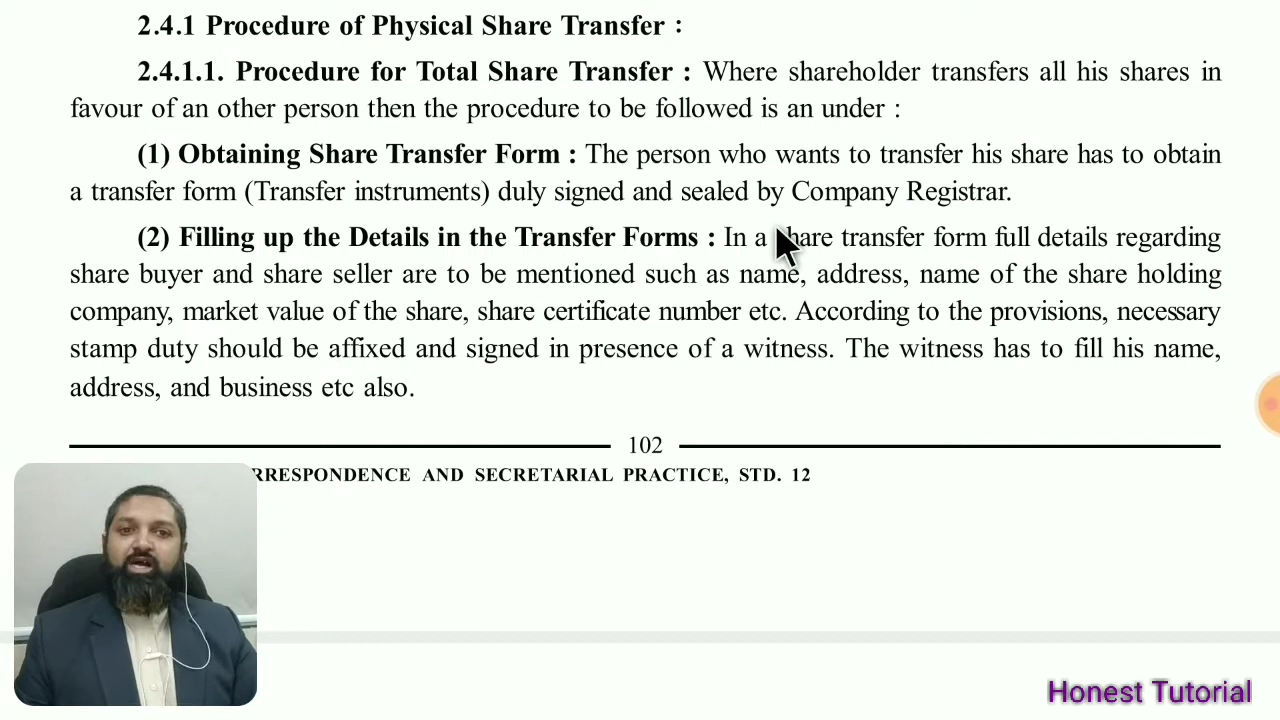 2.4.1 Procedure of Physical Share Transfer :
2.4.1.1. Procedure for Total Share Transfer : Where shareholder transfers all his shares in
favour of an other person then the procedure to be followed is an under :
(1) Obtaining Share Transfer Form : The person who wants to transfer his share has to obtain
a transfer form (Transfer instruments) duly signed and sealed by Company Registrar.
(2) Filling up the Details in the Transfer Forms : In a share transfer form full details regarding
share buyer and share seller are to be mentioned such as name, address, name of the share holding
company, market value of the share, share certificate number etc. According to the provisions, necessary
stamp duty should be affixed and signed in presence of a witness. The witness has to fill his name,
address, and business etc also.
102
RRESPONDENCE AND SECRETARIAL PRACTICE, STD. 12
Honest Tutorial